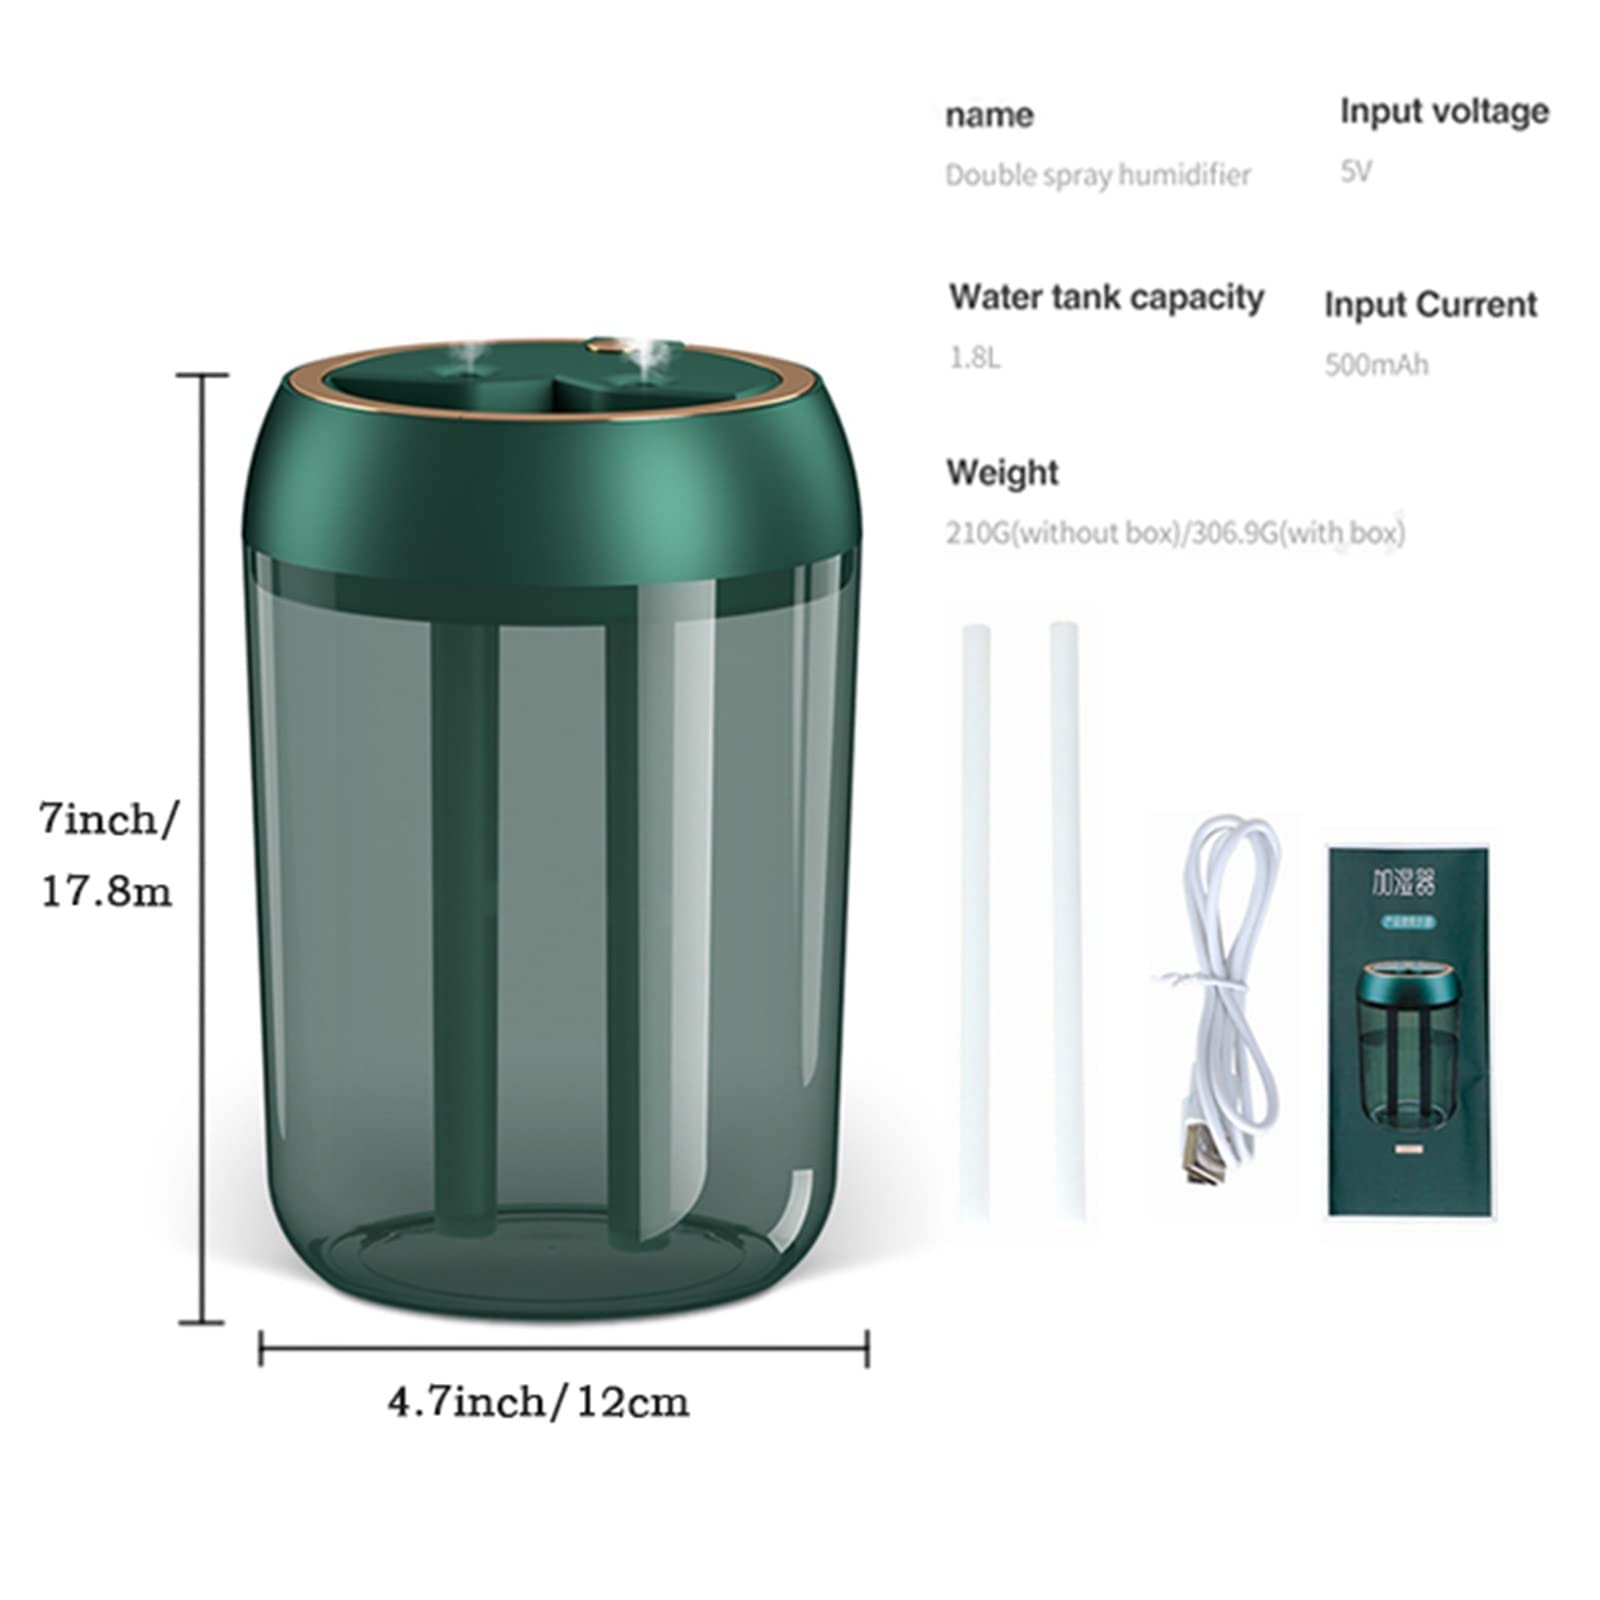 name
Double spray humidifier
Input voltage
5V
Water tank capacity
1.8L
Input Current
500mAh
Weight
210G(without box)/306.9G(with box)
7inch/
17.8m
4.7inch/12cm
加湿器